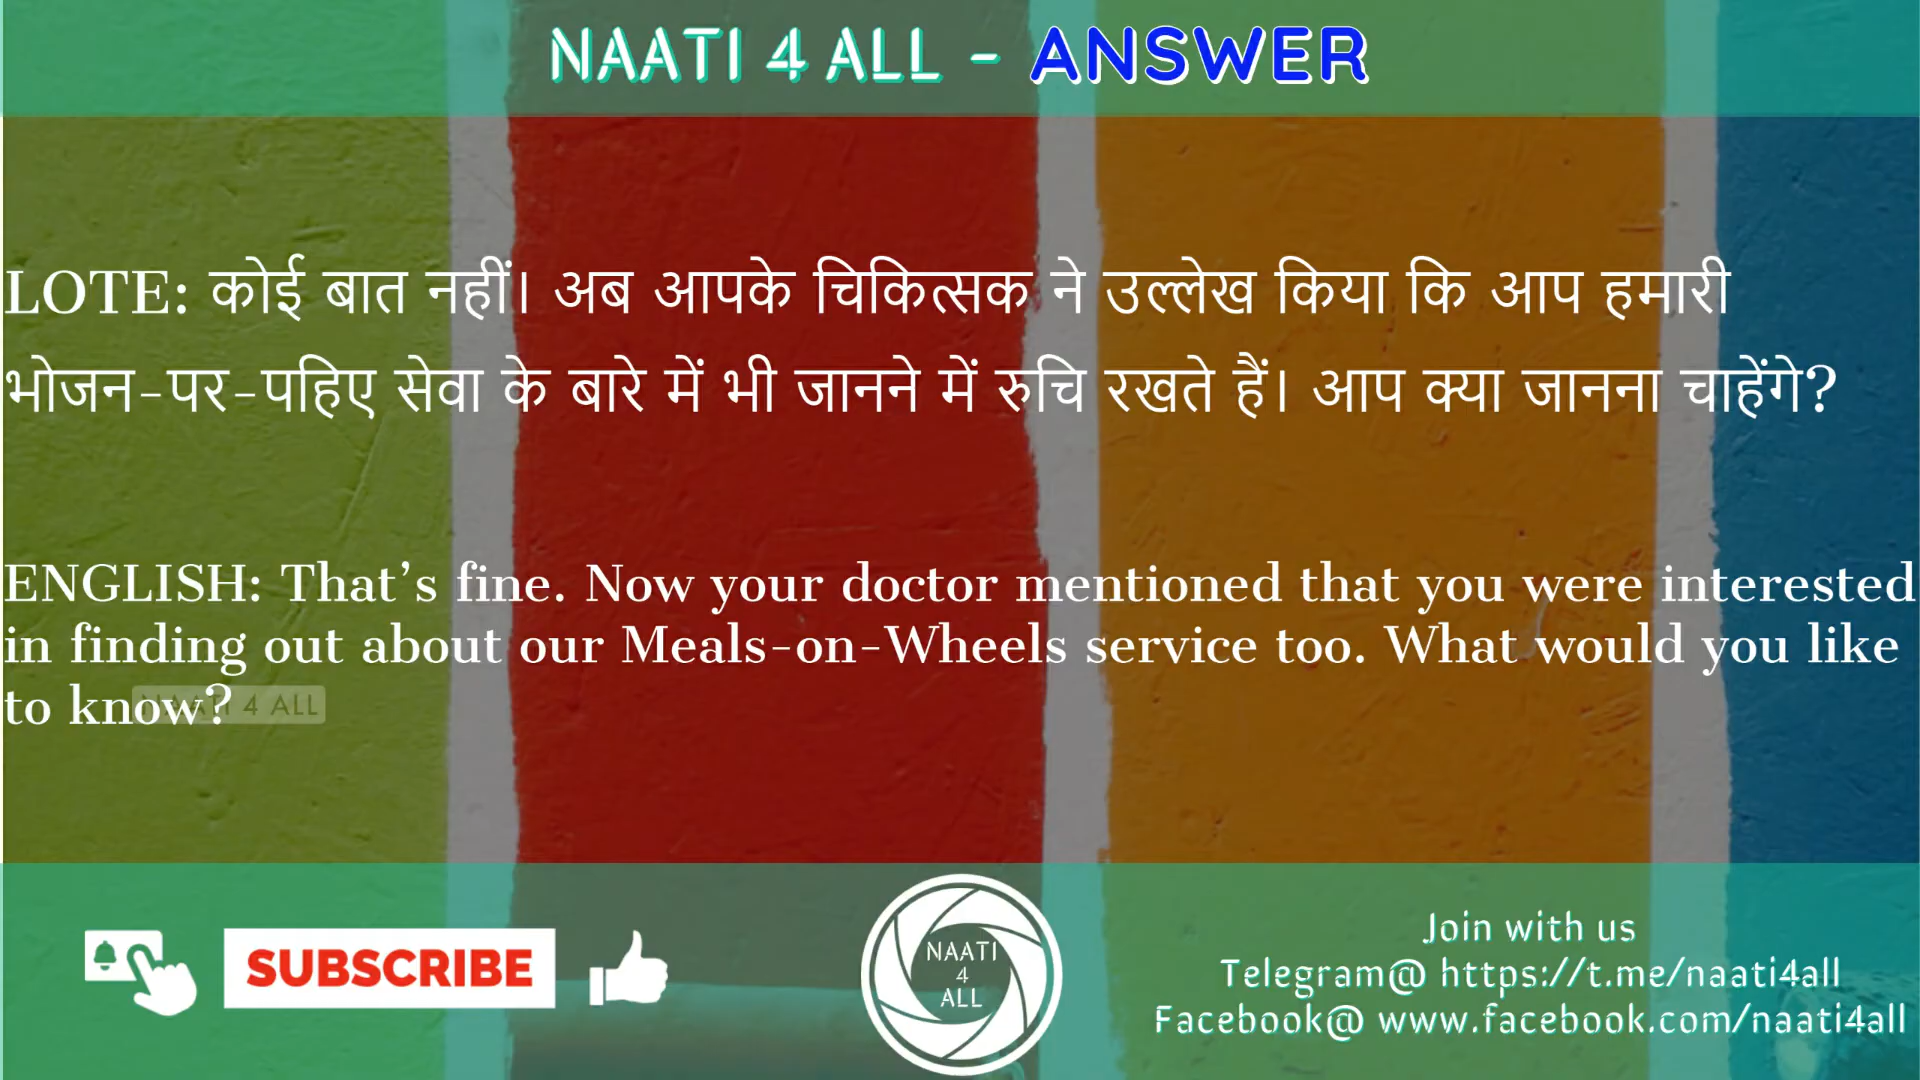 NAATI 4 ALL - ANSWER
LOTE: कोई बात नहीं। अब आपके चिकित्सक ने उल्लेख किया कि आप हमारी
भोजन-पर-पहिए सेवा के बारे में भी जानने में रुचि रखते हैं। आप क्या जानना चाहेंगे?
ENGLISH: That’s fine. Now your doctor mentioned that you were interested
in finding out about our Meals-on-Wheels service too. What would you like
to know?
NAATI 4 ALL
SUBSCRIBE
NAATI
4
ALL
Join with us
Telegram@ https://t.me/naati4all
Facebook@ www.facebook.com/naati4all